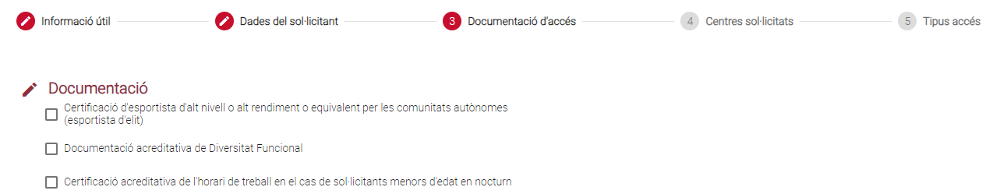 Informació útil
Dades del sol·licitant
3 Documentació d'accés
4 Centres sol·licitats
5 Tipus accés
Documentació
Certificació d'esportista d'alt nivell o alt rendiment o equivalent per les comunitats autònomes
(esportista d'elit)
Documentació acreditativa de Diversitat Funcional
Certificació acreditativa de l'horari de treball en el cas de sol·licitants menors d'edat en nocturn